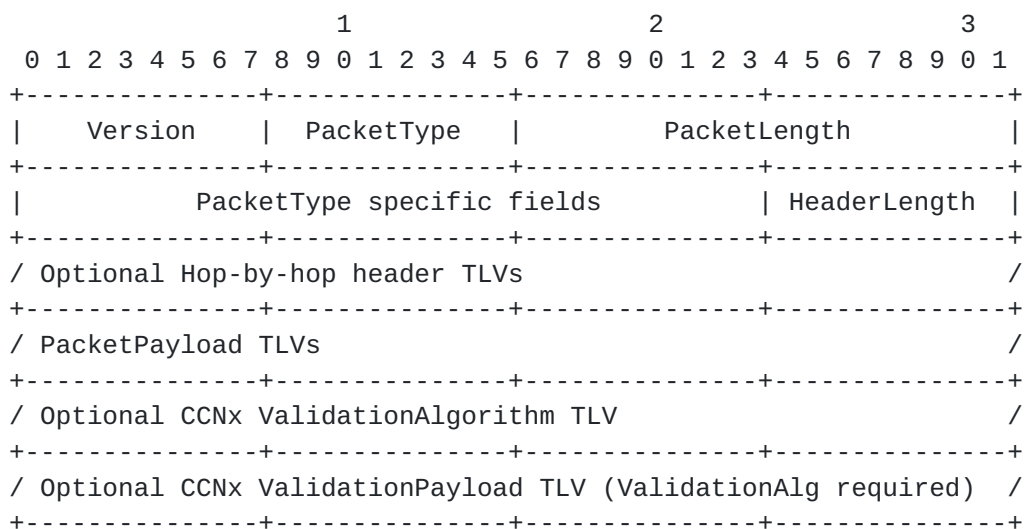 1                   2                   3
 0 1 2 3 4 5 6 7 8 9 0 1 2 3 4 5 6 7 8 9 0 1 2 3 4 5 6 7 8 9 0 1
+---------------+---------------+---------------+---------------+
|    Version    |  PacketType   |         PacketLength          |
+---------------+---------------+---------------+---------------+
|           PacketType specific fields          | HeaderLength  |
+---------------+---------------+---------------+---------------+
/ Optional Hop-by-hop header TLVs                               /
+---------------+---------------+---------------+---------------+
/ PacketPayload TLVs                                            /
+---------------+---------------+---------------+---------------+
/ Optional CCNx ValidationAlgorithm TLV                         /
+---------------+---------------+---------------+---------------+
/ Optional CCNx ValidationPayload TLV (ValidationAlg required)  /
+---------------+---------------+---------------+---------------+